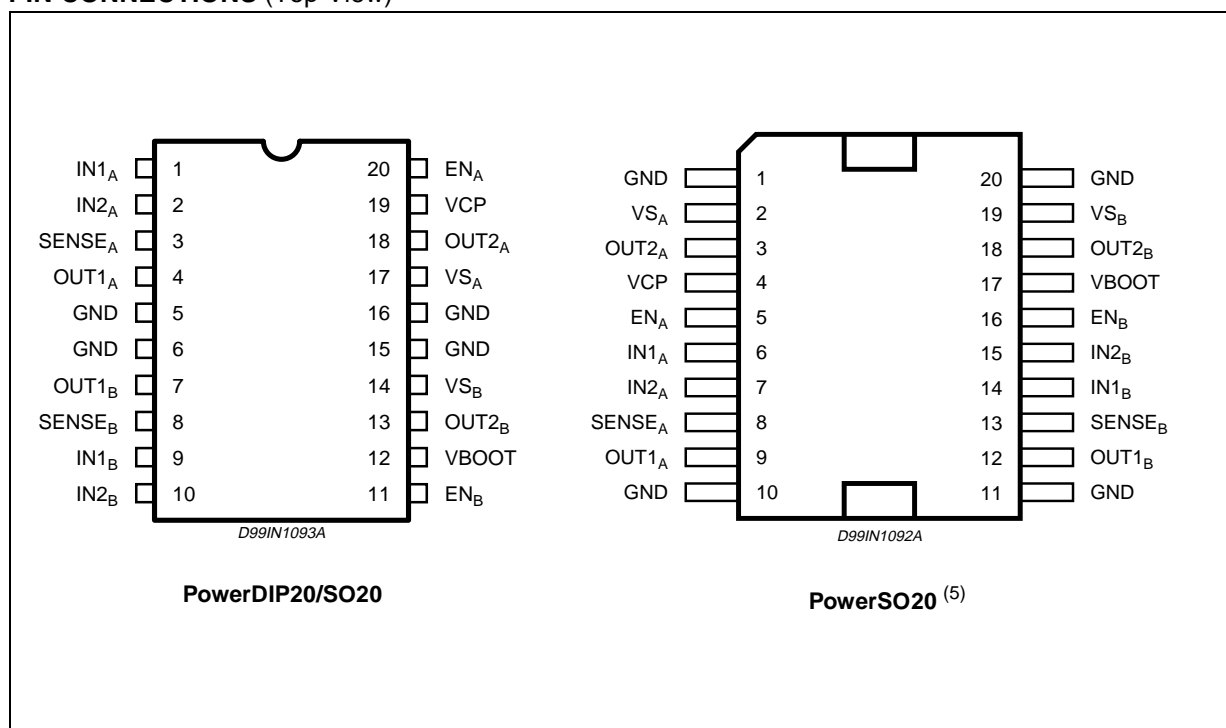 PIN CONNECTIONS (Top View)
IN1A 1 20 ENA
IN2A 2 19 VCP
SENSEA 3 18 OUT2A
OUT1A 4 17 VSA
GND 5 16 GND
GND 6 15 GND
OUT1B 7 14 VSB
SENSEB 8 13 OUT2B
IN1B 9 12 VBOOT
IN2B 10 11 ENB
D99IN1093A
PowerDIP20/SO20
GND 1 20 GND
VSA 2 19 VSB
OUT2A 3 18 OUT2B
VCP 4 17 VBOOT
ENA 5 16 ENB
IN1A 6 15 IN2B
IN2A 7 14 IN1B
SENSEA 8 13 SENSEB
OUT1A 9 12 OUT1B
GND 10 11 GND
D99IN1092A
PowerSO20 (5)